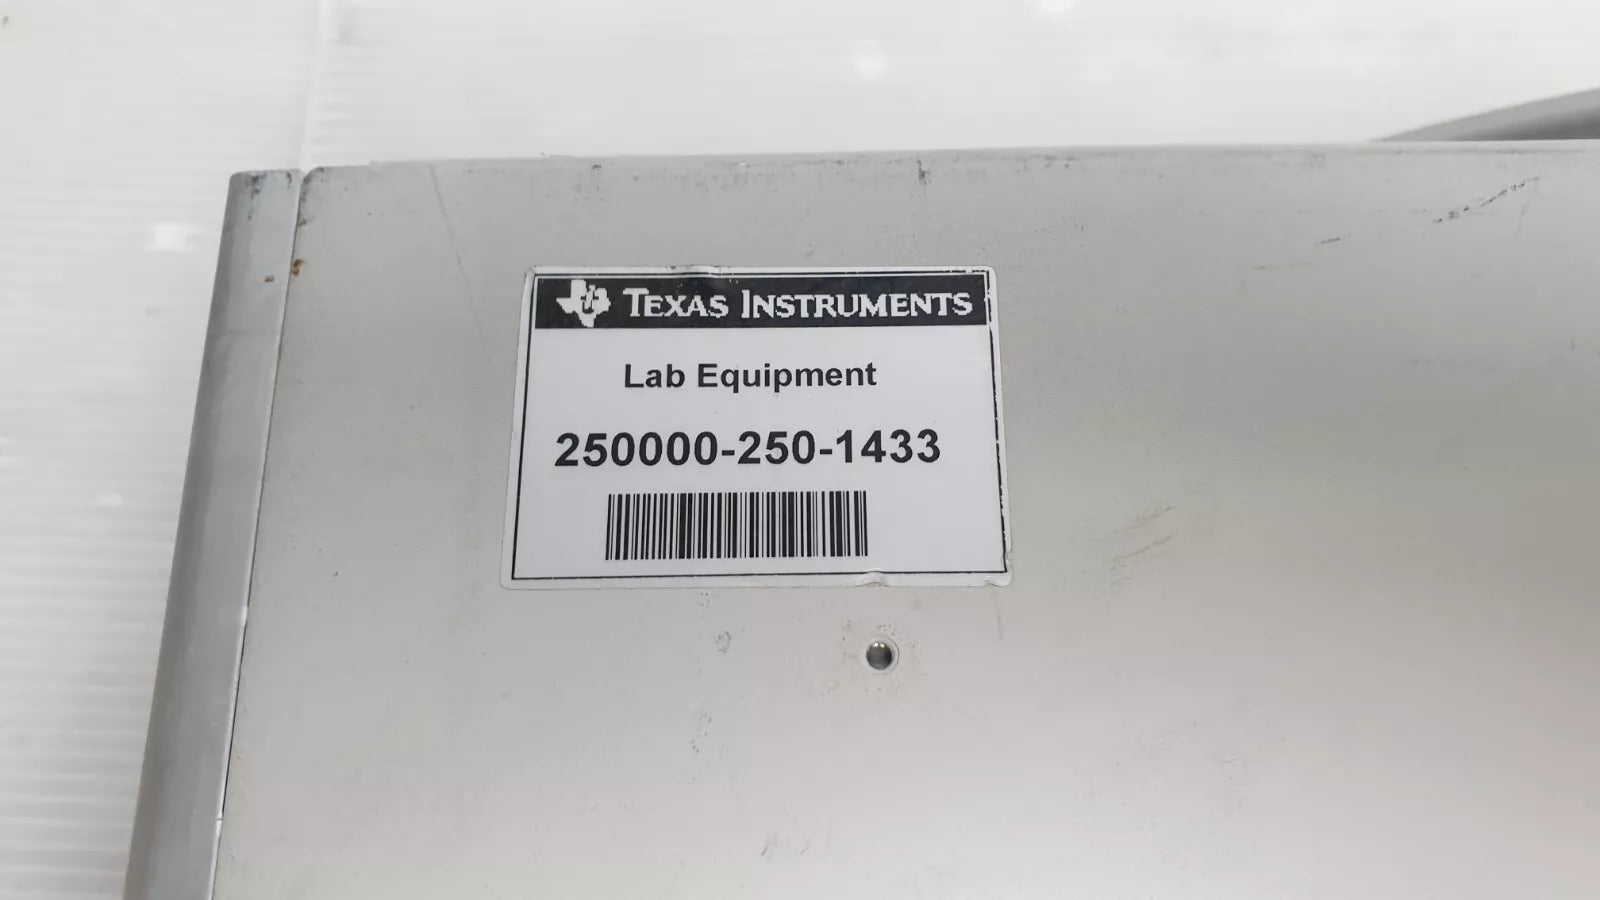 TEXAS INSTRUMENTS
Lab Equipment
250000-250-1433